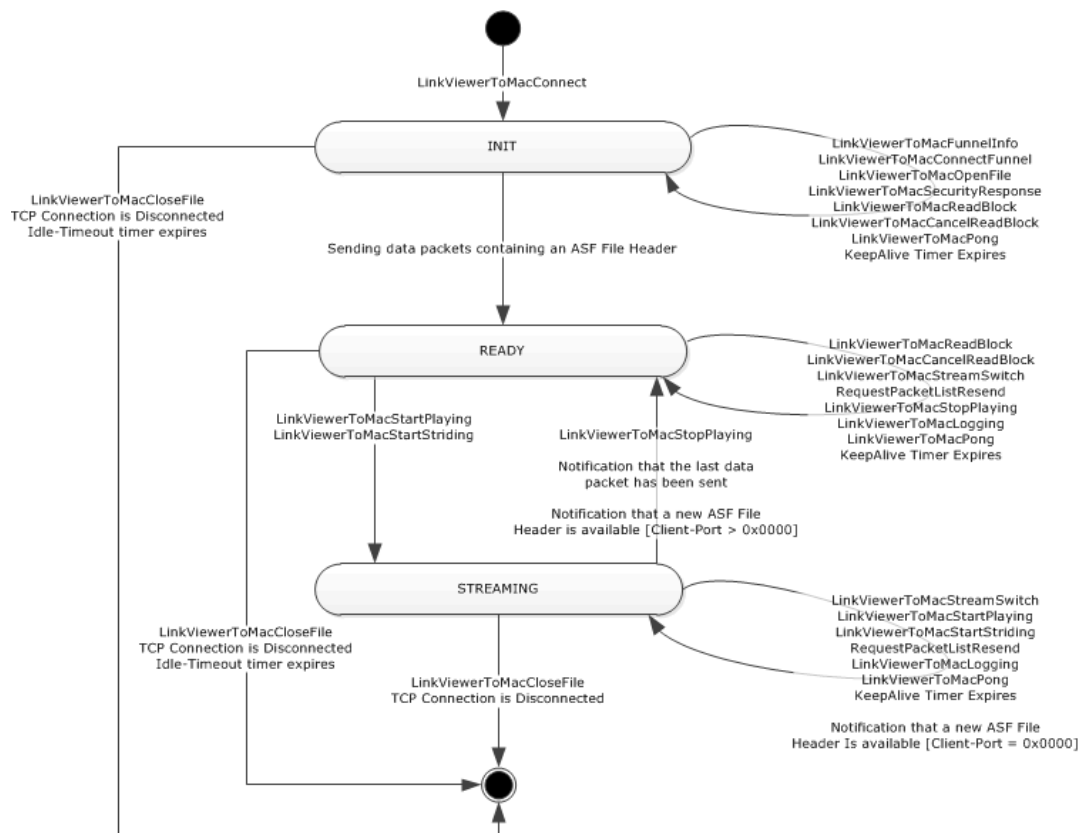 LinkViewerToMacConnect
INIT
LinkViewerToMacFunnelInfo
LinkViewerToMacConnectFunnel
LinkViewerToMacOpenFile
LinkViewerToMacSecurityResponse
LinkViewerToMacReadBlock
LinkViewerToMacCancelReadBlock
LinkViewerToMacPong
KeepAlive Timer Expires
LinkViewerToMacCloseFile
TCP Connection is Disconnected
Idle-Timeout timer expires
Sending data packets containing an ASF File Header
READY
LinkViewerToMacReadBlock
LinkViewerToMacCancelReadBlock
LinkViewerToMacStreamSwitch
RequestPacketListResend
LinkViewerToMacStopPlaying
LinkViewerToMacLogging
LinkViewerToMacPong
KeepAlive Timer Expires
LinkViewerToMacStartPlaying
LinkViewerToMacStartStriding
LinkViewerToMacStopPlaying
Notification that the last data
packet has been sent
Notification that a new ASF File
Header is available [Client-Port > 0x0000]
STREAMING
LinkViewerToMacStreamSwitch
LinkViewerToMacStartPlaying
LinkViewerToMacStartStriding
RequestPacketListResend
LinkViewerToMacLogging
LinkViewerToMacPong
KeepAlive Timer Expires
Notification that a new ASF File
Header Is available [Client-Port = 0x0000]
LinkViewerToMacCloseFile
TCP Connection is Disconnected
Idle-Timeout timer expires
LinkViewerToMacCloseFile
TCP Connection is Disconnected